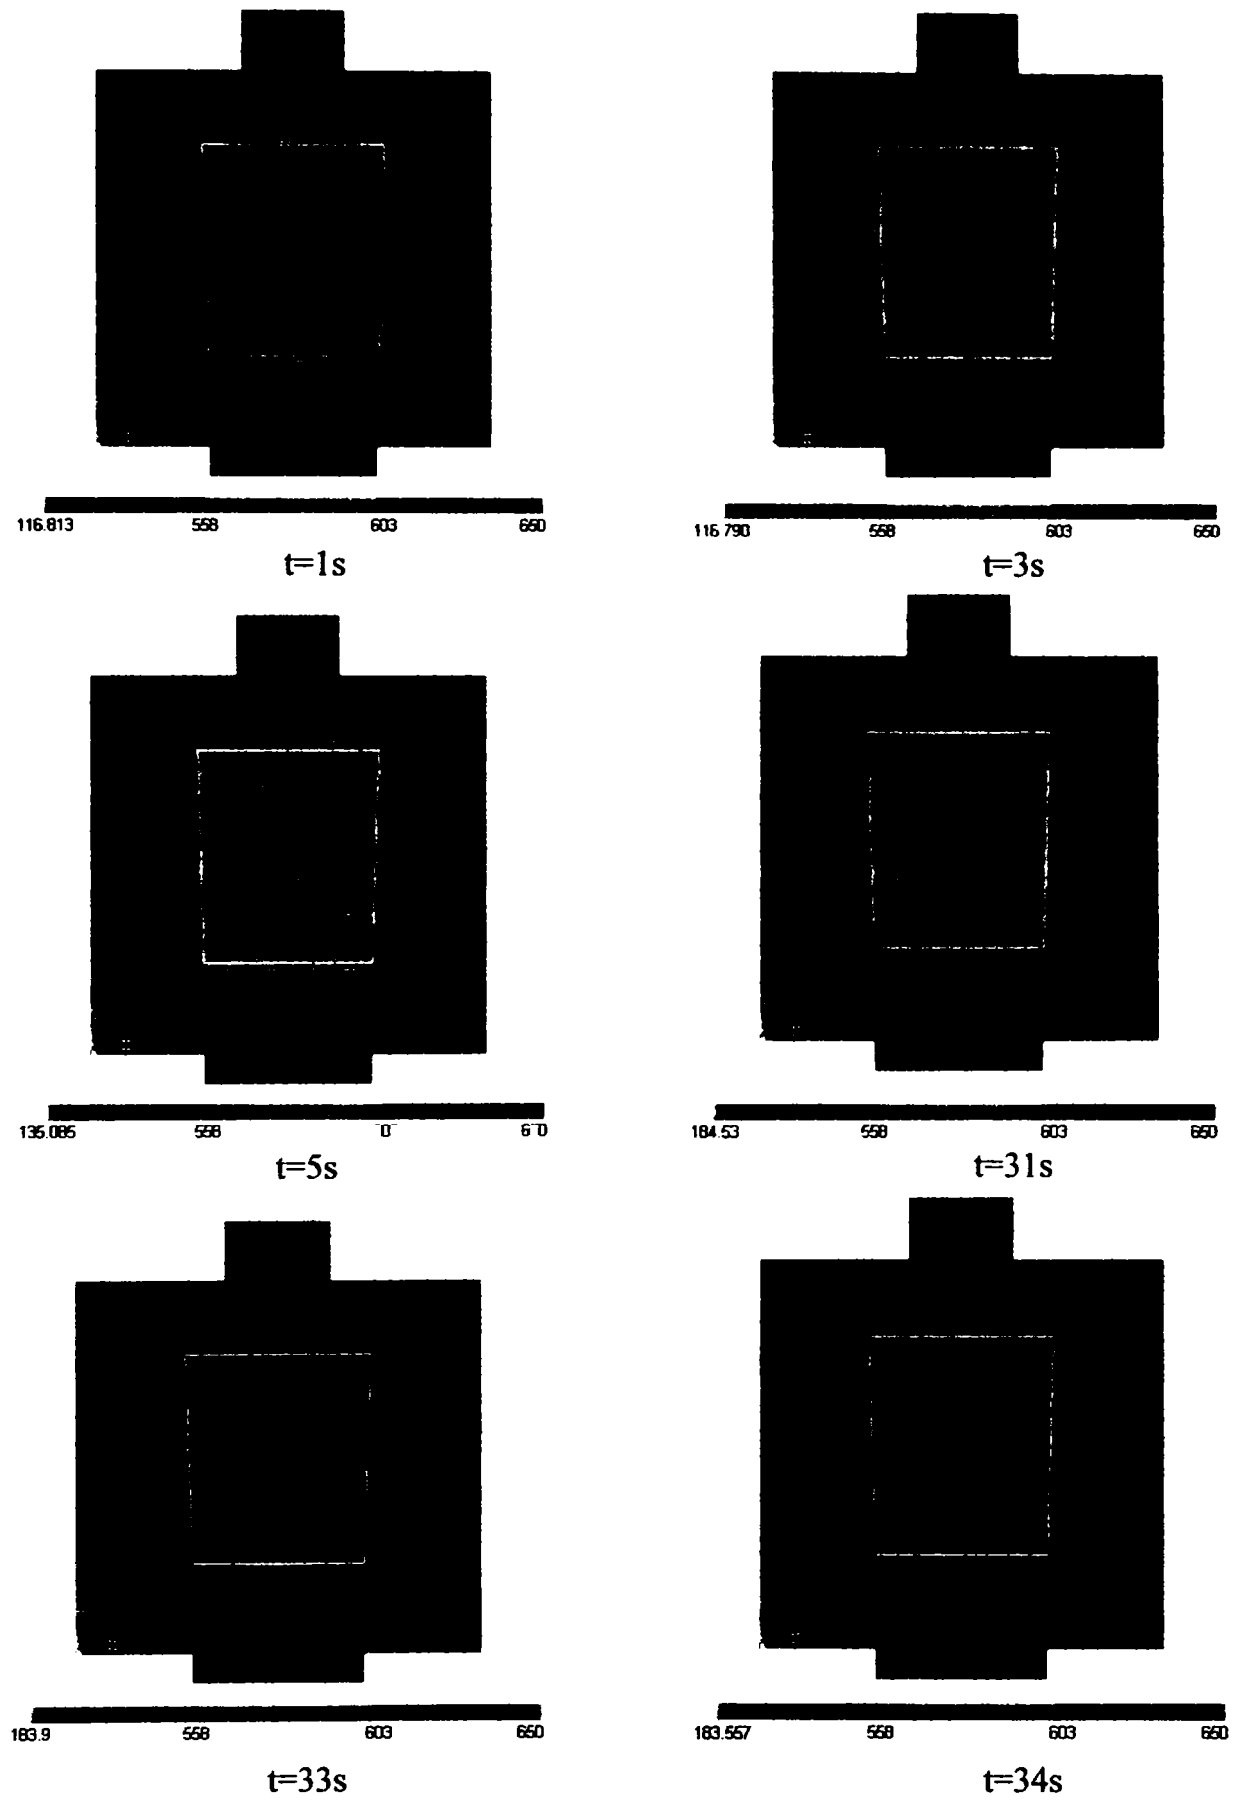 116.813 558 603 650
t=1s
116.790 558 603 650
t=3s
135.085 558
t=5s
184.53 558 603 650
t=31s
183.9 558 603 650
t=33s
183.557 558 603 650
t=34s